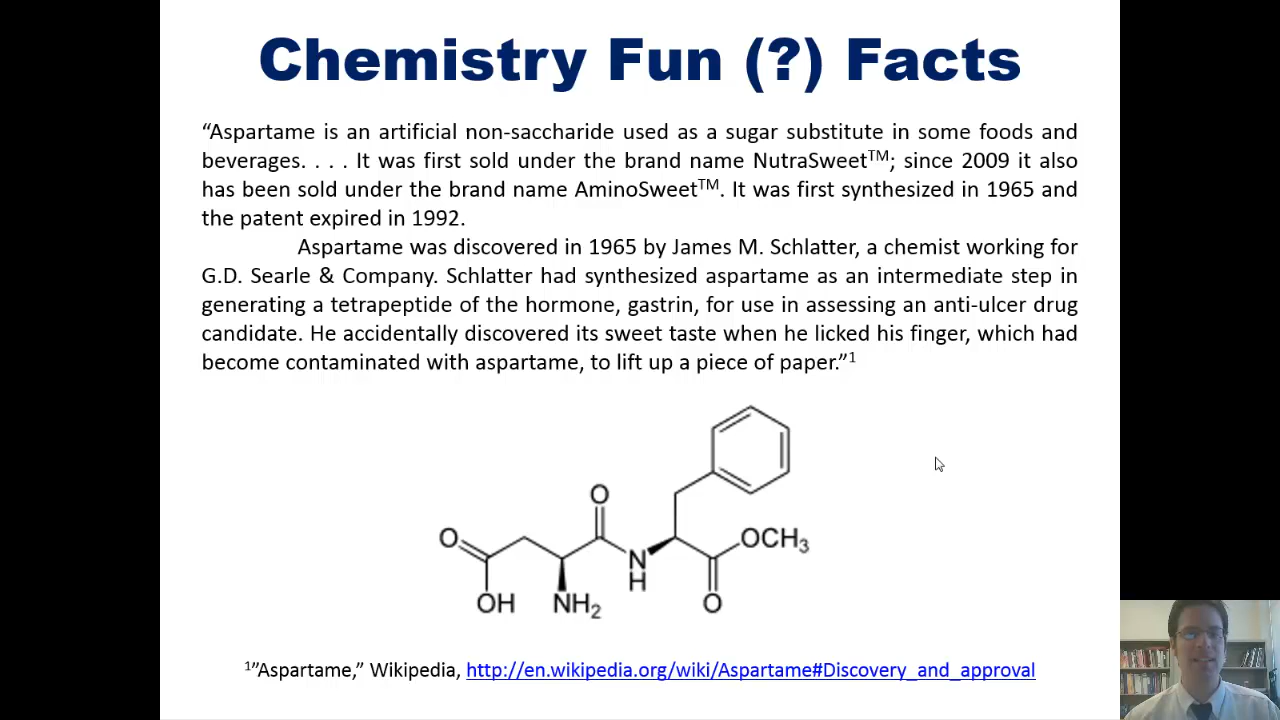 Chemistry Fun (?) Facts
“Aspartame is an artificial non-saccharide used as a sugar substitute in some foods and
beverages. . . . It was first sold under the brand name NutraSweet™; since 2009 it also
has been sold under the brand name AminoSweet™. It was first synthesized in 1965 and
the patent expired in 1992.
Aspartame was discovered in 1965 by James M. Schlatter, a chemist working for
G.D. Searle & Company. Schlatter had synthesized aspartame as an intermediate step in
generating a tetrapeptide of the hormone, gastrin, for use in assessing an anti-ulcer drug
candidate. He accidentally discovered its sweet taste when he licked his finger, which had
become contaminated with aspartame, to lift up a piece of paper.”¹
O
O
N
H
OCH₃
OH
NH₂
O
¹”Aspartame,” Wikipedia, http://en.wikipedia.org/wiki/Aspartame#Discovery_and_approval